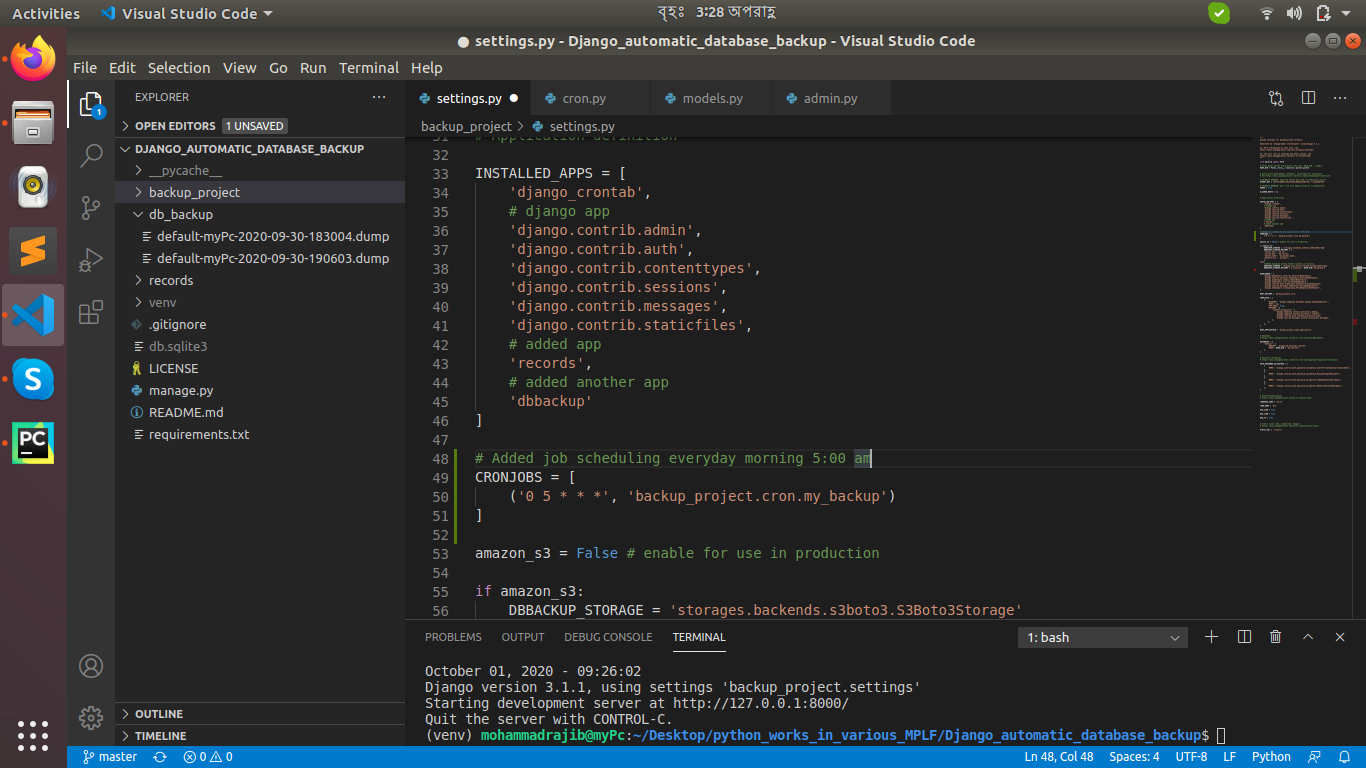 Activities
Visual Studio Code
বৃহঃ 3:28 অপরাহ্ণ
● settings.py - Django_automatic_database_backup - Visual Studio Code
File Edit Selection View Go Run Terminal Help
EXPLORER
1
OPEN EDITORS 1 UNSAVED
DJANGO_AUTOMATIC_DATABASE_BACKUP
__pycache__
backup_project
db_backup
default-myPc-2020-09-30-183004.dump
default-myPc-2020-09-30-190603.dump
records
venv
.gitignore
db.sqlite3
LICENSE
manage.py
README.md
requirements.txt
OUTLINE
TIMELINE
settings.py
cron.py
models.py
admin.py
backup_project > settings.py
31 # Application definition
32
33 INSTALLED_APPS = [
34 'django_crontab',
35 # django app
36 'django.contrib.admin',
37 'django.contrib.auth',
38 'django.contrib.contenttypes',
39 'django.contrib.sessions',
40 'django.contrib.messages',
41 'django.contrib.staticfiles',
42 # added app
43 'records',
44 # added another app
45 'dbbackup'
46 ]
47
48 # Added job scheduling everyday morning 5:00 am
49 CRONJOBS = [
50 ('0 5 * * *', 'backup_project.cron.my_backup')
51 ]
52
53 amazon_s3 = False # enable for use in production
54
55 if amazon_s3:
56 DBBACKUP_STORAGE = 'storages.backends.s3boto3.S3Boto3Storage'
PROBLEMS OUTPUT DEBUG CONSOLE TERMINAL
1: bash
October 01, 2020 - 09:26:02
Django version 3.1.1, using settings 'backup_project.settings'
Starting development server at http://127.0.0.1:8000/
Quit the server with CONTROL-C.
(venv) mohammadrajib@myPc:~/Desktop/python_works_in_various_MPLF/Django_automatic_database_backup$
master
0 0
Ln 48, Col 48 Spaces: 4 UTF-8 LF Python
S
PC